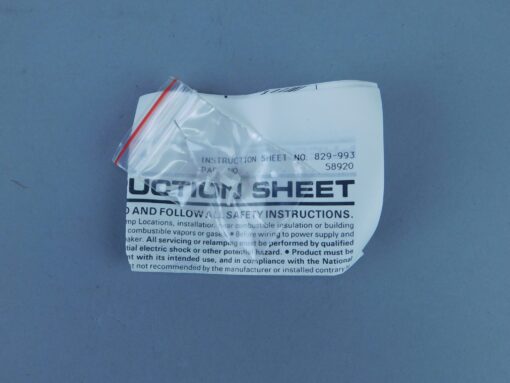 INSTRUCTION SHEET NO. 829-993
58920
UCTION SHEET
D AND FOLLOW ALL SAFETY INSTRUCTIONS.
mp Locations, installation near combustible insulation or building
combustible vapors or gases. • Before wiring to power supply and
aker. All servicing or relamping must be performed by qualified
tial electric shock or other potential hazard. • Product must be
nt with its intended use, and in compliance with the National
t not recommended by the manufacturer or installed contrary